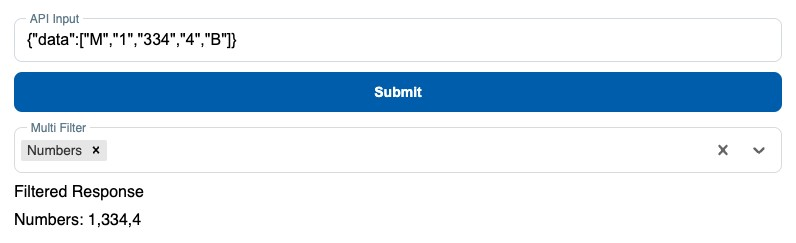 API Input
{"data":["M","1","334","4","B"]}
Submit
Multi Filter
Numbers ×
Filtered Response
Numbers: 1,334,4